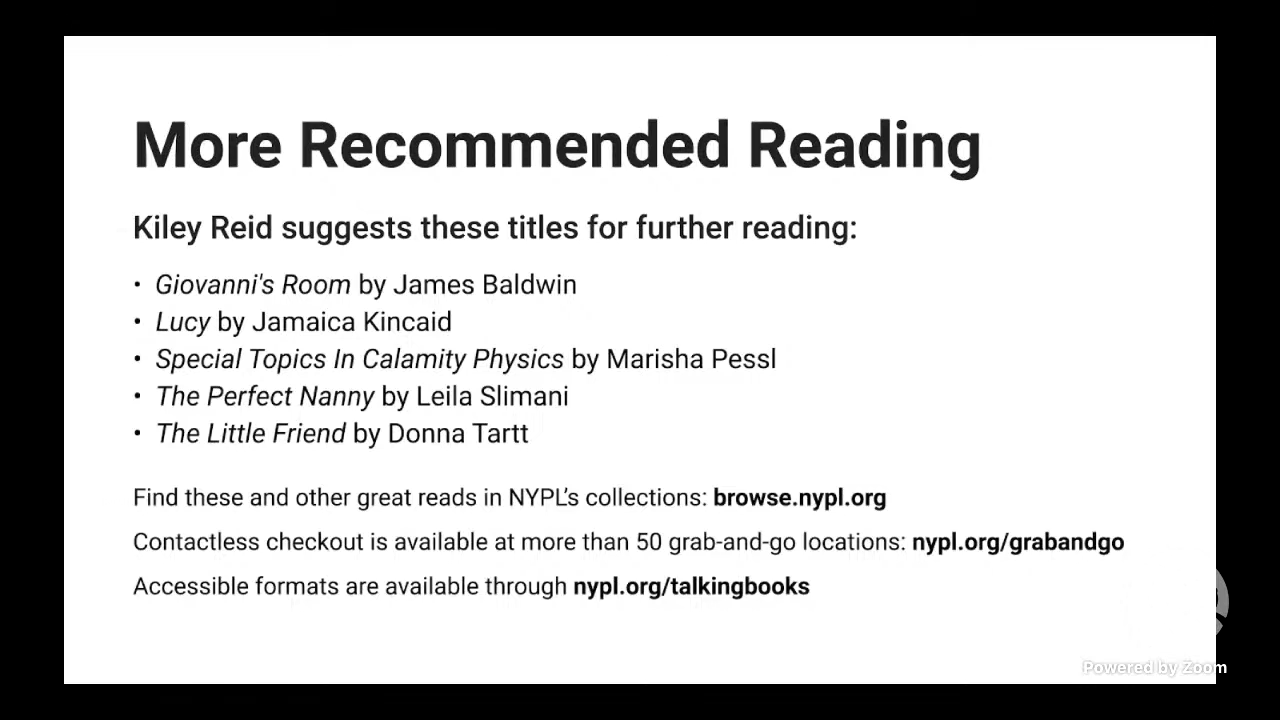 More Recommended Reading
Kiley Reid suggests these titles for further reading:
• Giovanni's Room by James Baldwin
• Lucy by Jamaica Kincaid
• Special Topics In Calamity Physics by Marisha Pessl
• The Perfect Nanny by Leila Slimani
• The Little Friend by Donna Tartt
Find these and other great reads in NYPL’s collections: browse.nypl.org
Contactless checkout is available at more than 50 grab-and-go locations: nypl.org/grabandgo
Accessible formats are available through nypl.org/talkingbooks
Powered by Zoom